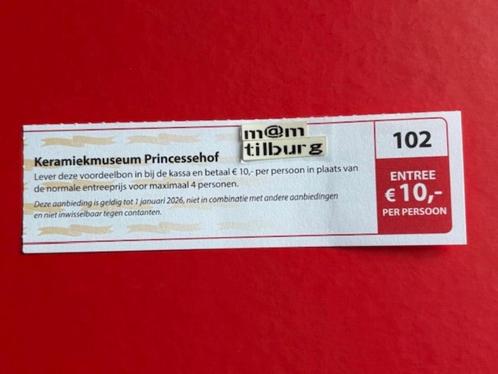 m@m
tilburg
Keramiekmuseum Princessehof
Lever deze voordeelbon in bij de kassa en betaal € 10,- per persoon in plaats van
de normale entreeprijs voor maximaal 4 personen.
Deze aanbieding is geldig tot 1 januari 2026, niet in combinatie met andere aanbiedingen
en niet inwisselbaar tegen contanten.
102
ENTREE
€ 10,-
PER PERSOON